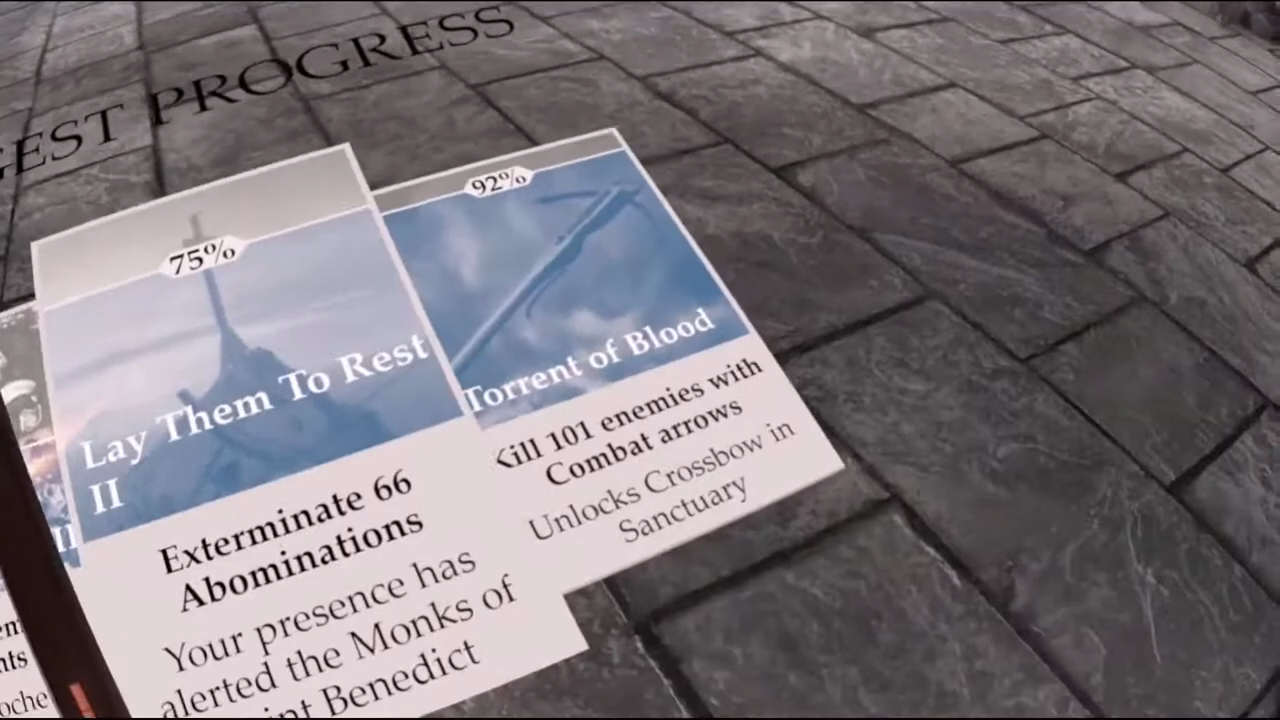 PROGRESS
75%
Lay Them To Rest
II
Exterminate 66
Abominations
Your presence has
alerted the Monks of
Benedict
92%
Torrent of Blood
Kill 101 enemies with
Combat arrows
Unlocks Crossbow in
Sanctuary